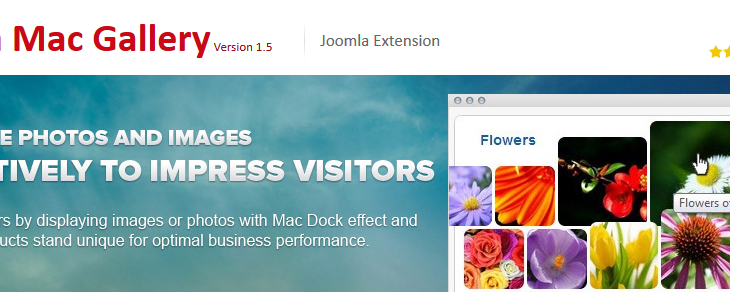 Mac Gallery Version 1.5 Joomla Extension
E PHOTOS AND IMAGES
TIVELY TO IMPRESS VISITORS
rs by displaying images or photos with Mac Dock effect and
ucts stand unique for optimal business performance.
Flowers
Flowers of